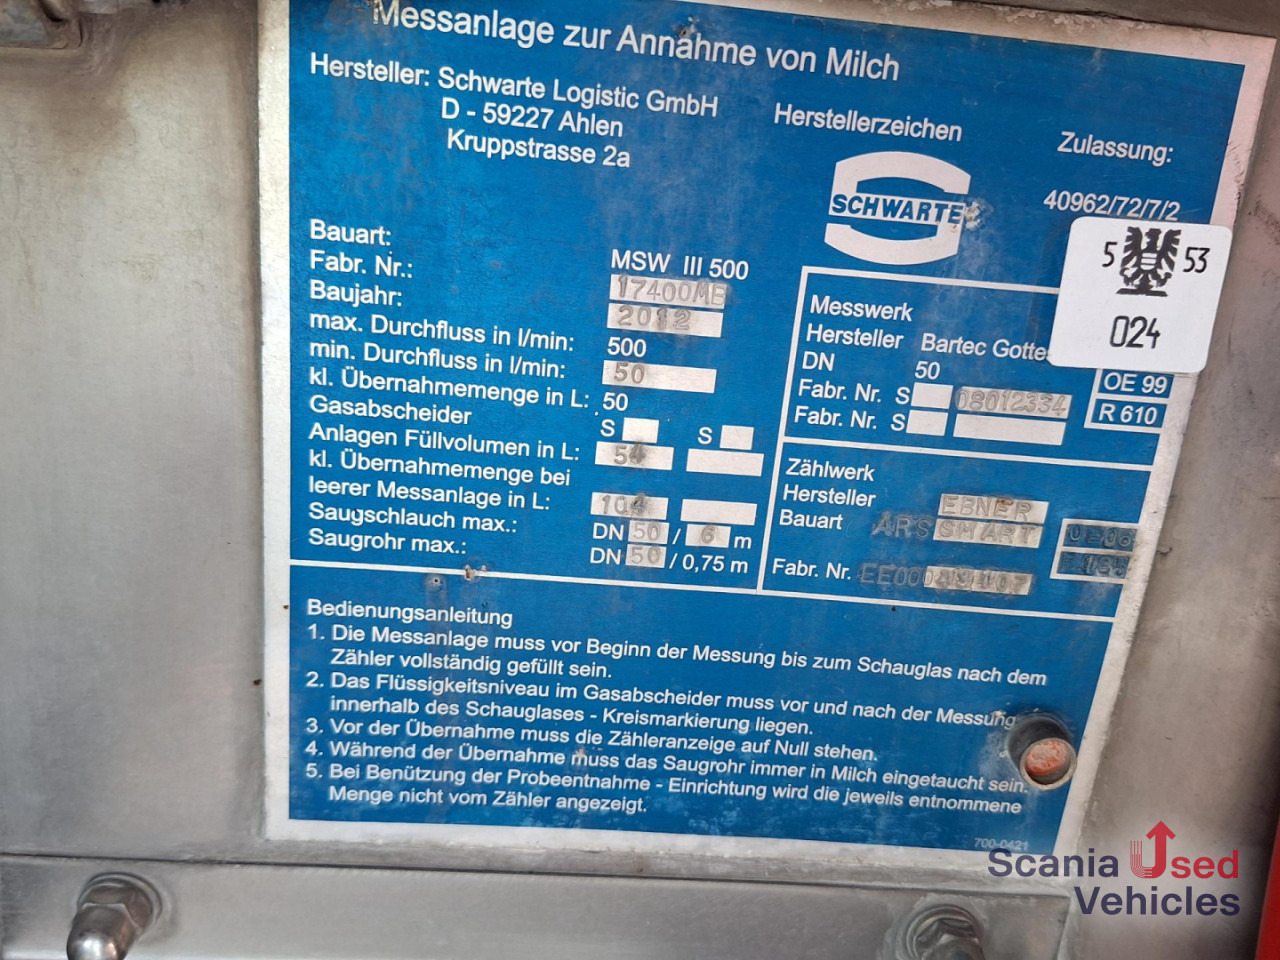 Messanlage zur Annahme von Milch
Hersteller: Schwarte Logistic GmbH
D - 59227 Ahlen
Kruppstrasse 2a
Herstellerzeichen
SCHWARTE
Zulassung:
40962/72/7/2
5 53
024
Bauart: MSW III 500
Fabr. Nr.: 17400MB
Baujahr: 2012
max. Durchfluss in l/min: 500
min. Durchfluss in l/min: 50
kl. Übernahmemenge in L: 50
Gasabscheider S S
Anlagen Füllvolumen in L: 54
kl. Übernahmemenge bei
leerer Messanlage in L: 104
Saugschlauch max.: DN 50 / 6 m
Saugrohr max.: DN 50 / 0,75 m
Messwerk
Hersteller Bartec
DN 50
Fabr. Nr. S 08012334
Fabr. Nr. S
OE 99
R 610
Zählwerk
Hersteller EBNER
Bauart ARSSMART
Fabr. Nr.
Bedienungsanleitung
1. Die Messanlage muss vor Beginn der Messung bis zum Schauglas nach dem
Zähler vollständig gefüllt sein.
2. Das Flüssigkeitsniveau im Gasabscheider muss vor und nach der Messung
innerhalb des Schauglases - Kreismarkierung liegen.
3. Vor der Übernahme muss die Zähleranzeige auf Null stehen.
4. Während der Übernahme muss das Saugrohr immer in Milch eingetaucht sein.
5. Bei Benützung der Probeentnahme - Einrichtung wird die jeweils entnommene
Menge nicht vom Zähler angezeigt.
700-0421
Scania Used
Vehicles